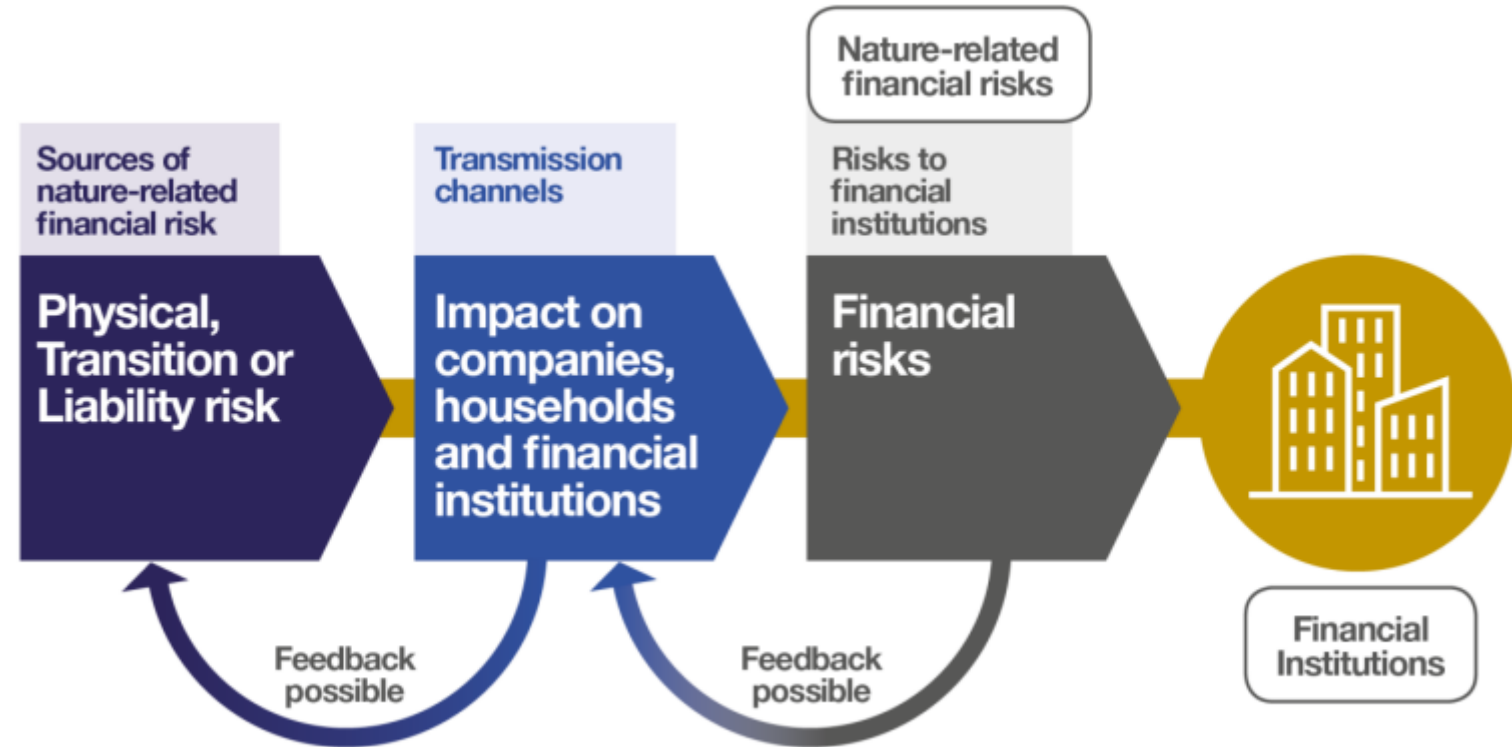 Nature-related
financial risks
Sources of
nature-related
financial risk
Transmission
channels
Risks to
financial
institutions
Physical,
Transition or
Liability risk
Impact on
companies,
households
and financial
institutions
Financial
risks
Feedback
possible
Feedback
possible
Financial
Institutions